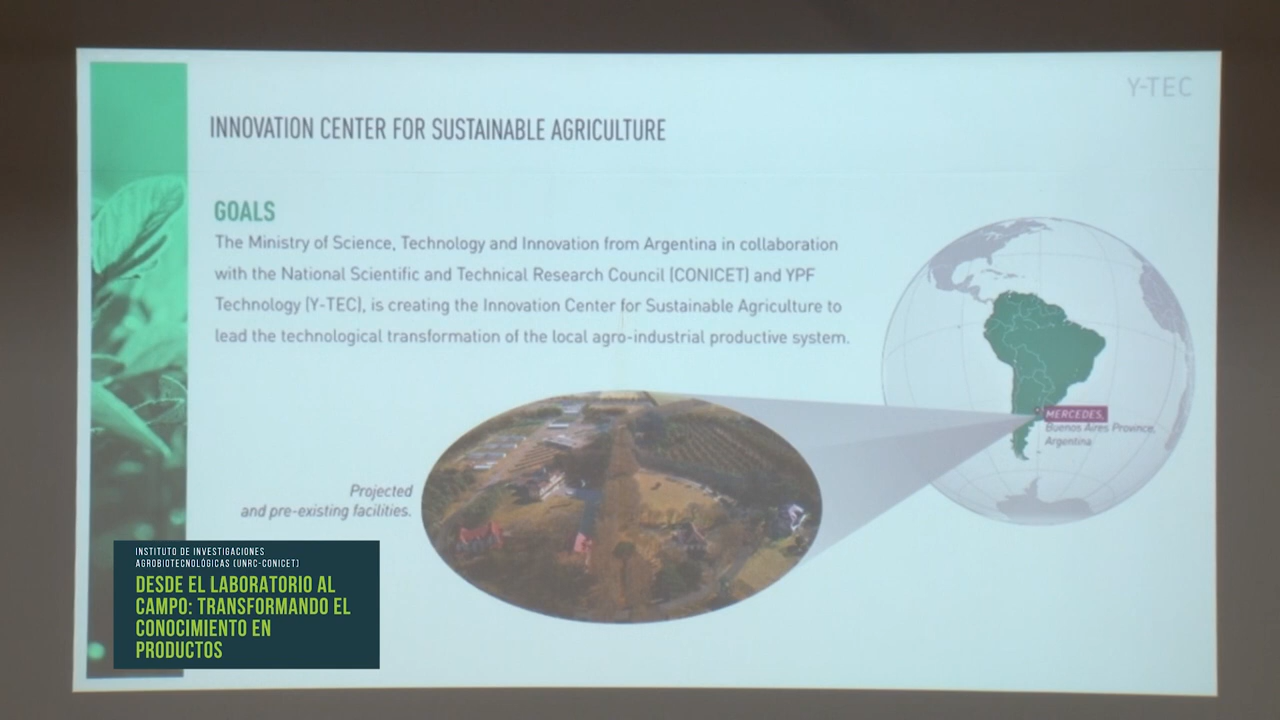 Y-TEC
INNOVATION CENTER FOR SUSTAINABLE AGRICULTURE
GOALS
The Ministry of Science, Technology and Innovation from Argentina in collaboration
with the National Scientific and Technical Research Council (CONICET) and YPF
Technology (Y-TEC), is creating the Innovation Center for Sustainable Agriculture to
lead the technological transformation of the local agro-industrial productive system.
MERCEDES,
Buenos Aires Province,
Argentina
Projected
and pre-existing facilities.
INSTITUTO DE INVESTIGACIONES
AGROBIOTECNOLÓGICAS (UNRC-CONICET)
DESDE EL LABORATORIO AL
CAMPO: TRANSFORMANDO EL
CONOCIMIENTO EN
PRODUCTOS